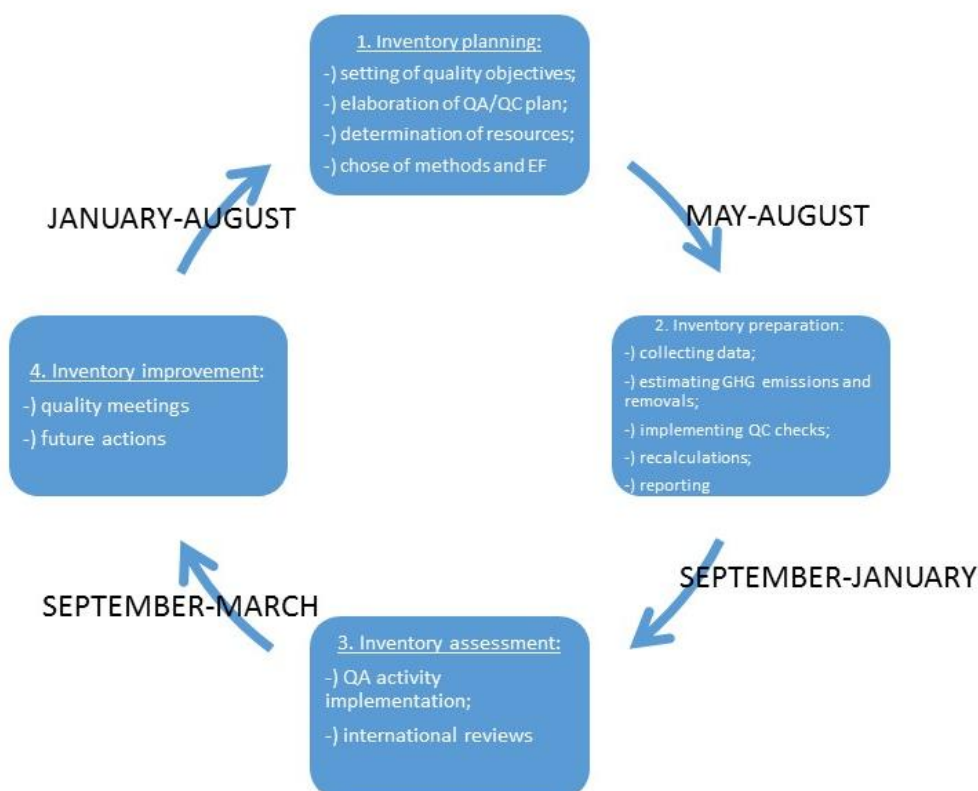 1. Inventory planning:
-) setting of quality objectives;
-) elaboration of QA/QC plan;
-) determination of resources;
-) chose of methods and EF
JANUARY-AUGUST
MAY-AUGUST
4. Inventory improvement:
-) quality meetings
-) future actions
2. Inventory preparation:
-) collecting data;
-) estimating GHG emissions and
removals;
-) implementing QC checks;
-) recalculations;
-) reporting
SEPTEMBER-MARCH
SEPTEMBER-JANUARY
3. Inventory assessment:
-) QA activity
implementation;
-) international reviews